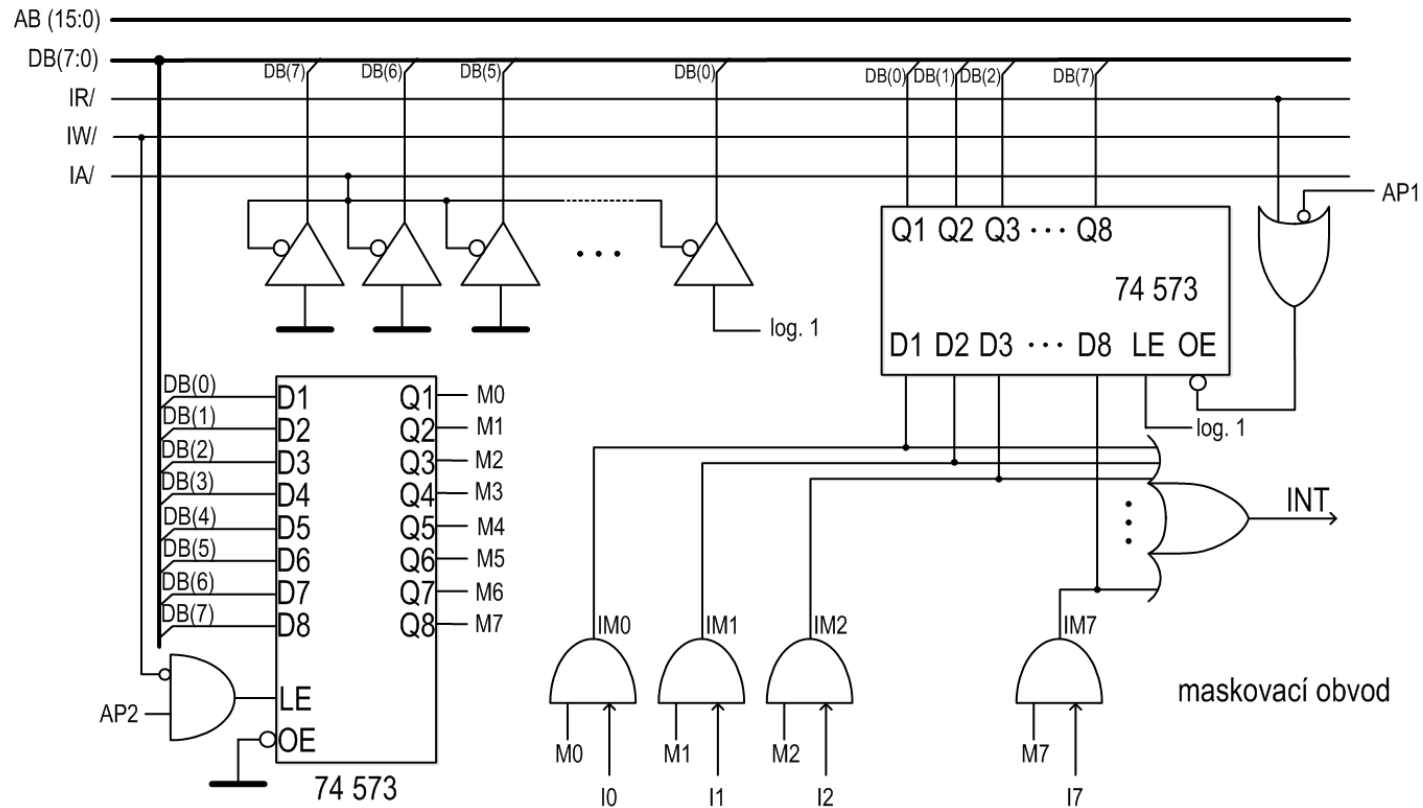 AB (15:0)
DB(7:0)
DB(7)
DB(6)
DB(5)
DB(0)
DB(0)
DB(1)
DB(2)
DB(7)
IR/
IW/
IA/
AP1
Q1 Q2 Q3 ··· Q8
74 573
D1 D2 D3 ··· D8 LE OE
log. 1
log. 1
...
DB(0)
DB(1)
DB(2)
DB(3)
DB(4)
DB(5)
DB(6)
DB(7)
D1
D2
D3
D4
D5
D6
D7
D8
LE
OE
Q1
Q2
Q3
Q4
Q5
Q6
Q7
Q8
M0
M1
M2
M3
M4
M5
M6
M7
AP2
74 573
INT
IM0
IM1
IM2
IM7
maskovací obvod
M0
M1
M2
M7
I0
I1
I2
I7